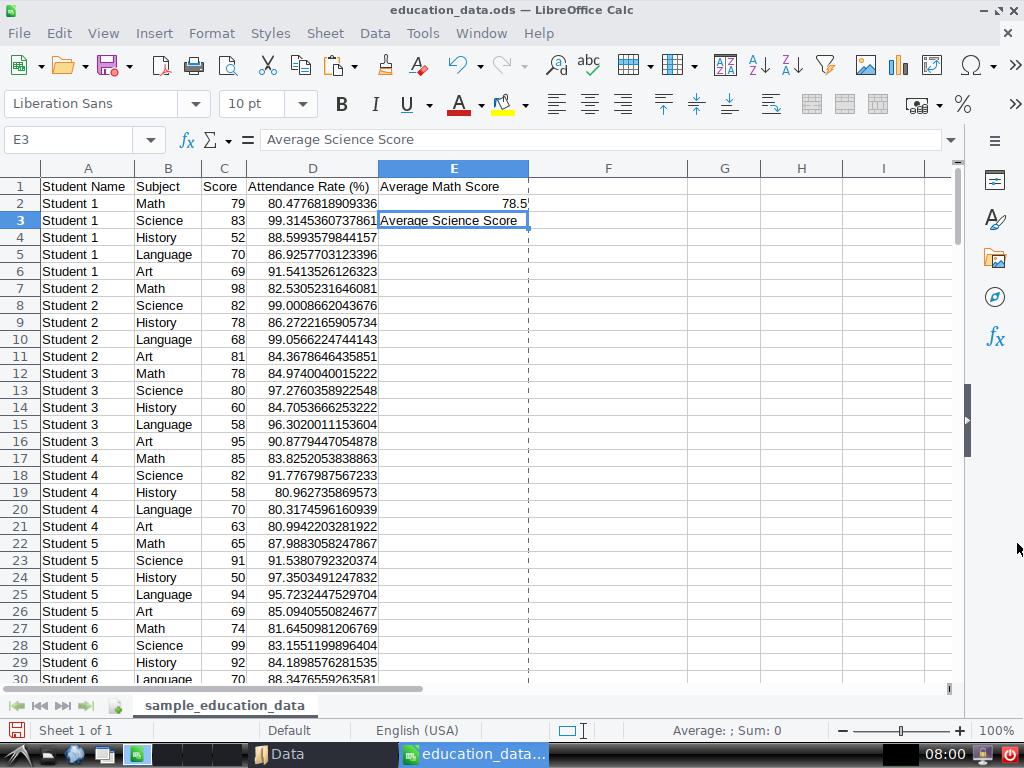 education_data.ods — LibreOffice Calc
File Edit View Insert Format Styles Sheet Data Tools Window Help
Liberation Sans 10 pt
E3 Average Science Score
A B C D E F G H I
1 Student Name Subject Score Attendance Rate (%) Average Math Score
2 Student 1 Math 79 80.4776818909336 78.5
3 Student 1 Science 83 99.3145360737861 Average Science Score
4 Student 1 History 52 88.5993579844157
5 Student 1 Language 70 86.9257703123396
6 Student 1 Art 69 91.5413526126323
7 Student 2 Math 98 82.5305231646081
8 Student 2 Science 82 99.0008662043676
9 Student 2 History 78 86.2722165905734
10 Student 2 Language 68 99.0566224744143
11 Student 2 Art 81 84.3678646435851
12 Student 3 Math 78 84.9740040015222
13 Student 3 Science 80 97.2760358922548
14 Student 3 History 60 84.7053666253222
15 Student 3 Language 58 96.3020011153604
16 Student 3 Art 95 90.8779447054878
17 Student 4 Math 85 83.8252053838863
18 Student 4 Science 82 91.7767987567233
19 Student 4 History 58 80.962735869573
20 Student 4 Language 70 80.3174596160939
21 Student 4 Art 63 80.9942203281922
22 Student 5 Math 65 87.9883058247867
23 Student 5 Science 91 91.5380792320374
24 Student 5 History 50 97.3503491247832
25 Student 5 Language 94 95.7232447529704
26 Student 5 Art 69 85.0940550824677
27 Student 6 Math 74 81.6450981206769
28 Student 6 Science 99 83.1551199896404
29 Student 6 History 92 84.1898576281535
30 Student 6 Language 70 88.3476559263581
sample_education_data
Sheet 1 of 1 Default English (USA) Average: ; Sum: 0 100%
Data education_data... 08:00